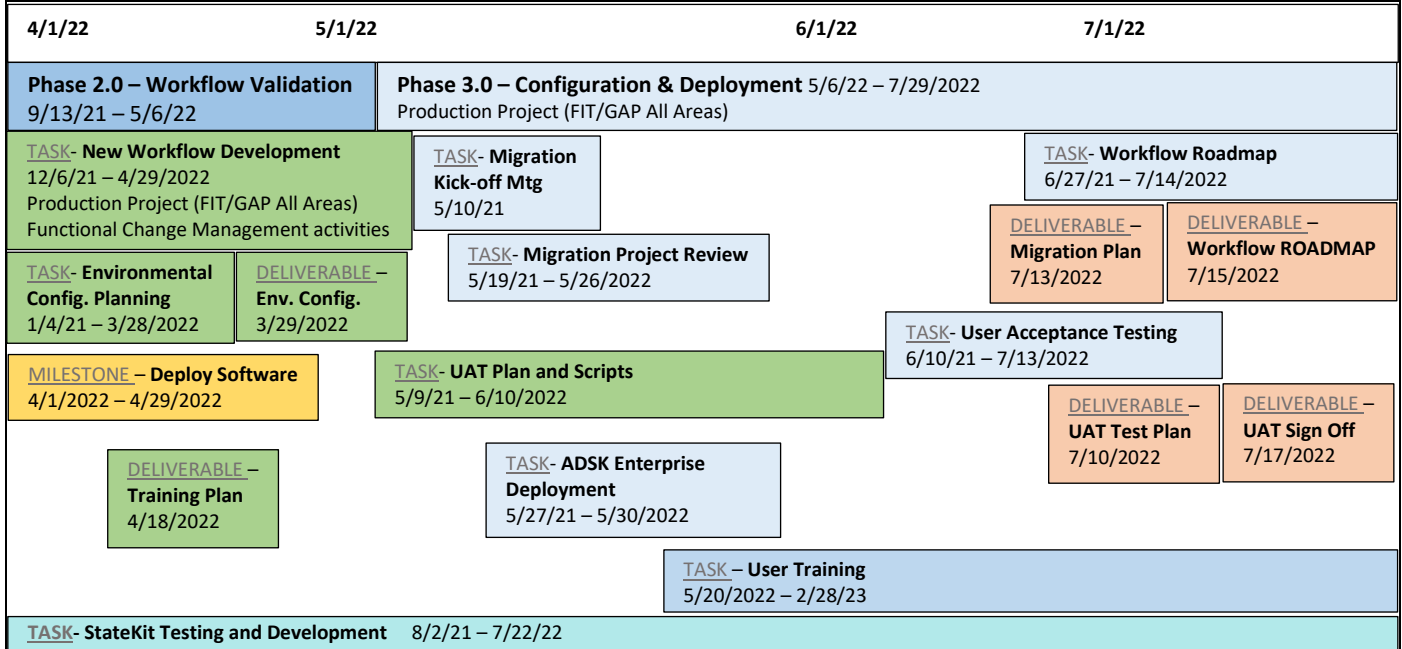 4/1/22 5/1/22 6/1/22 7/1/22
Phase 2.0 – Workflow Validation
9/13/21 – 5/6/22
Phase 3.0 – Configuration & Deployment 5/6/22 – 7/29/2022
Production Project (FIT/GAP All Areas)
TASK- New Workflow Development
12/6/21 – 4/29/2022
Production Project (FIT/GAP All Areas)
Functional Change Management activities
TASK- Migration
Kick-off Mtg
5/10/21
TASK- Workflow Roadmap
6/27/21 – 7/14/2022
DELIVERABLE –
Migration Plan
7/13/2022
DELIVERABLE –
Workflow ROADMAP
7/15/2022
TASK- Migration Project Review
5/19/21 – 5/26/2022
TASK- Environmental
Config. Planning
1/4/21 – 3/28/2022
DELIVERABLE –
Env. Config.
3/29/2022
TASK- User Acceptance Testing
6/10/21 – 7/13/2022
MILESTONE – Deploy Software
4/1/2022 – 4/29/2022
TASK- UAT Plan and Scripts
5/9/21 – 6/10/2022
DELIVERABLE –
UAT Test Plan
7/10/2022
DELIVERABLE –
UAT Sign Off
7/17/2022
DELIVERABLE –
Training Plan
4/18/2022
TASK- ADSK Enterprise
Deployment
5/27/21 – 5/30/2022
TASK – User Training
5/20/2022 – 2/28/23
TASK- StateKit Testing and Development 8/2/21 – 7/22/22